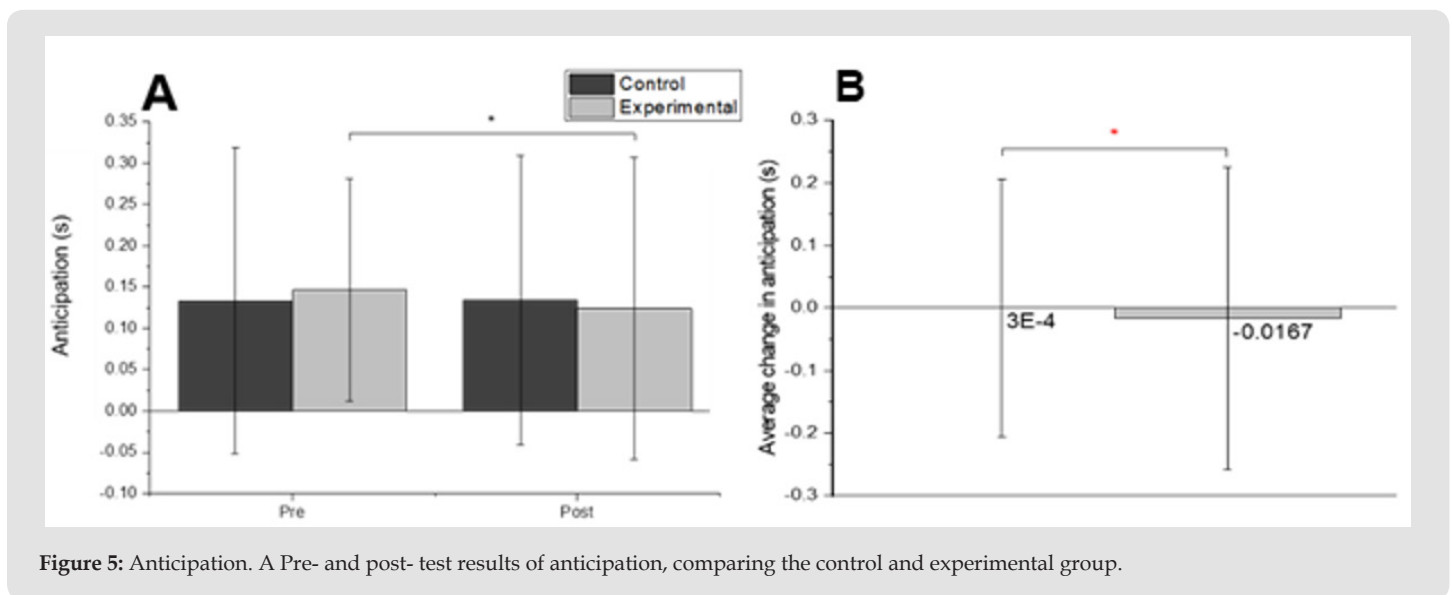 A
Control
Experimental
0.35
0.30
0.25
0.20
0.15
0.10
0.05
0.00
-0.05
-0.10
Anticipation (s)
*
Pre
Post
B
0.3
0.2
0.1
0.0
-0.1
-0.2
-0.3
Average change in anticipation (s)
*
3E-4
-0.0167
Figure 5: Anticipation. A Pre- and post- test results of anticipation, comparing the control and experimental group.